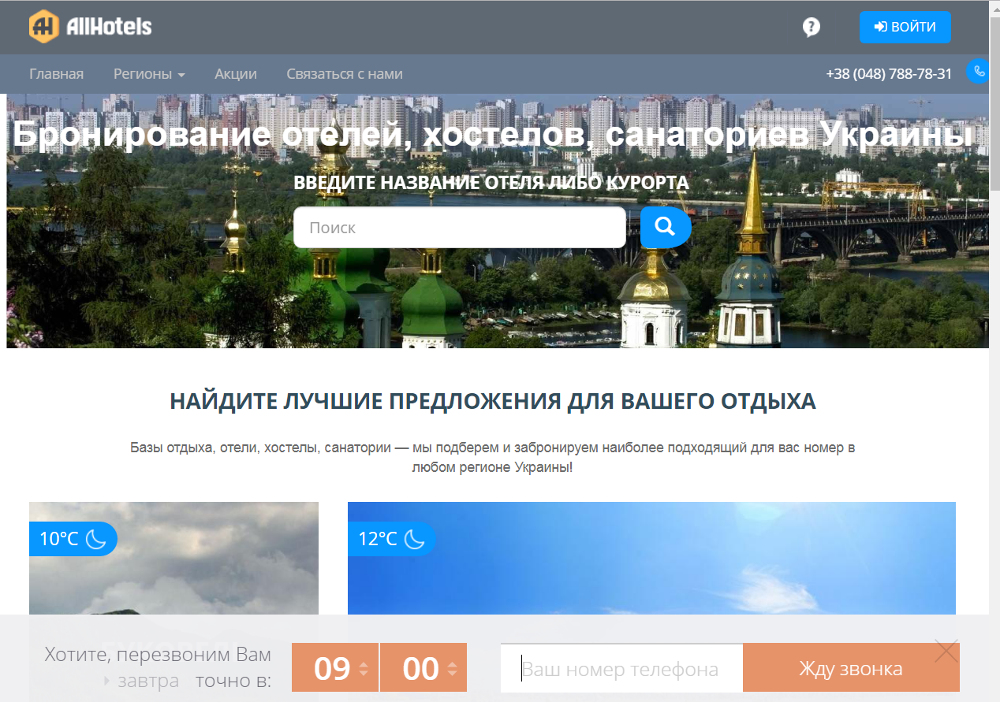 AllHotels
ВОЙТИ
Главная
Регионы
Акции
Связаться с нами
+38 (048) 788-78-31
Бронирование отелей, хостелов, санаториев Украины
ВВЕДИТЕ НАЗВАНИЕ ОТЕЛЯ ЛИБО КУРОРТА
Поиск
НАЙДИТЕ ЛУЧШИЕ ПРЕДЛОЖЕНИЯ ДЛЯ ВАШЕГО ОТДЫХА
Базы отдыха, отели, хостелы, санатории — мы подберем и забронируем наиболее подходящий для вас номер в
любом регионе Украины!
10°C
12°C
Хотите, перезвоним Вам
завтра точно в:
09
00
Ваш номер телефона
Жду звонка